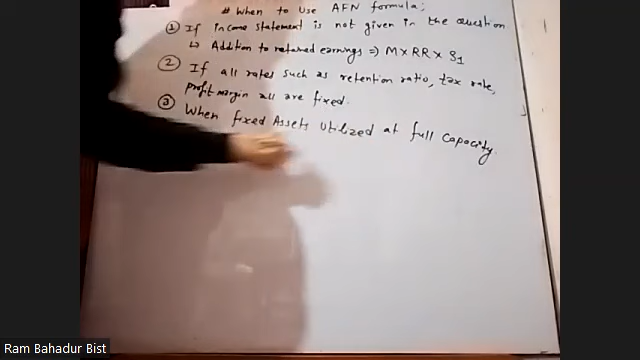 # When to Use AFN formula;
① If income statement is not given in the question
↳ Addition to retained earnings => M×RR×S1
② If all rates such as retention ratio, tax rate,
profit margin all are fixed.
③ When fixed Assets Utilized at full capacity.
Ram Bahadur Bist